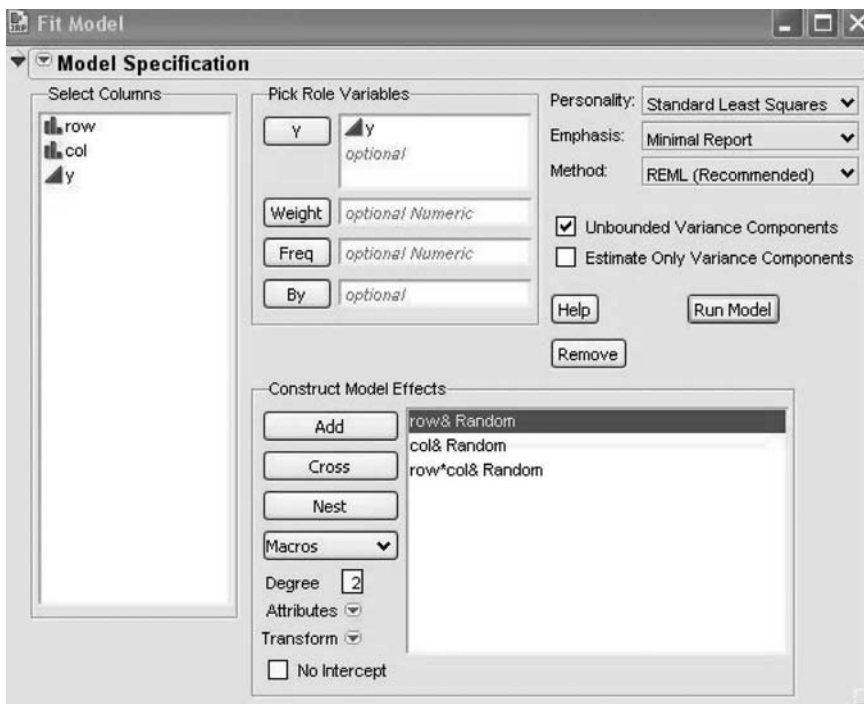 Fit Model
Model Specification
Select Columns
row
col
y
Pick Role Variables
Y
y
optional
Weight
optional Numeric
Freq
optional Numeric
By
optional
Personality:
Standard Least Squares
Emphasis:
Minimal Report
Method:
REML (Recommended)
Unbounded Variance Components
Estimate Only Variance Components
Help
Run Model
Remove
Construct Model Effects
Add
Cross
Nest
Macros
Degree 2
Attributes
Transform
No Intercept
row& Random
col& Random
row*col& Random